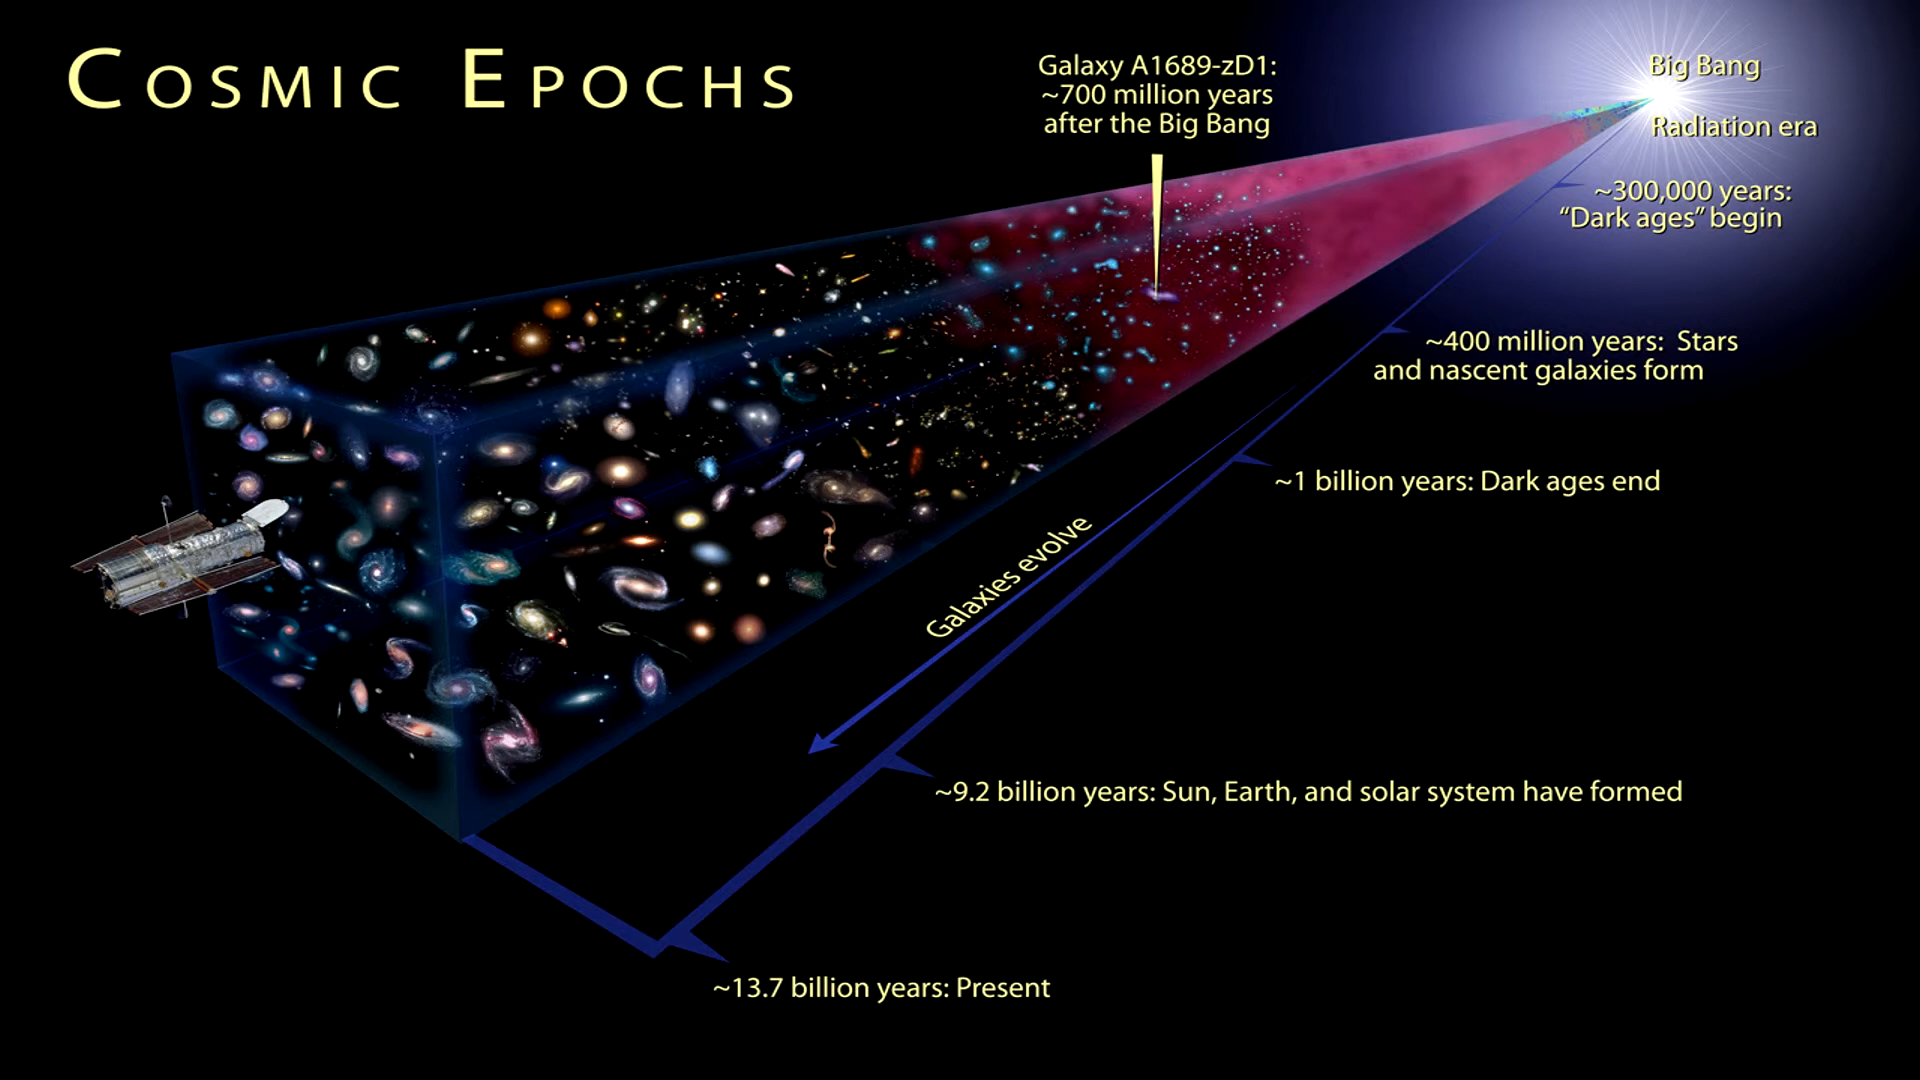 COSMIC EPOCHS
Galaxy A1689-zD1:
~700 million years
after the Big Bang
Big Bang
Radiation era
~300,000 years:
“Dark ages” begin
~400 million years: Stars
and nascent galaxies form
~1 billion years: Dark ages end
Galaxies evolve
~9.2 billion years: Sun, Earth, and solar system have formed
~13.7 billion years: Present